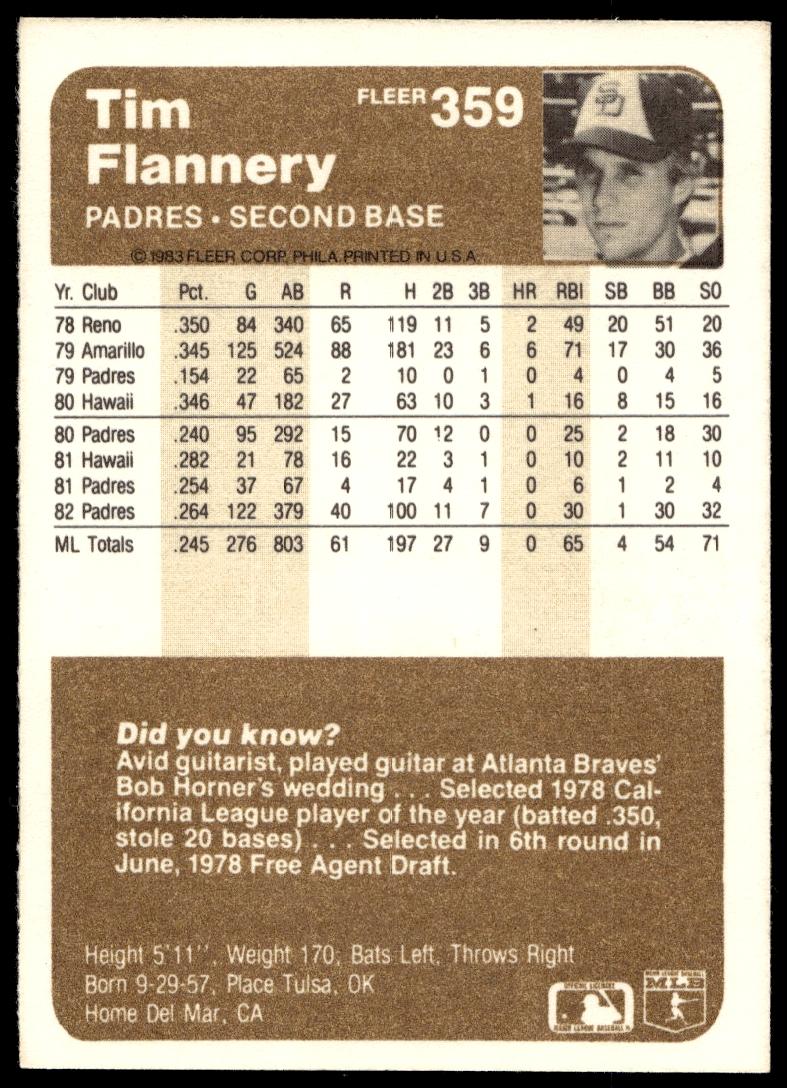 Tim
Flannery
FLEER 359
PADRES • SECOND BASE
© 1983 FLEER CORP. PHILA. PRINTED IN U.S.A.
Yr. Club Pct. G AB R H 2B 3B HR RBI SB BB SO
78 Reno .350 84 340 65 119 11 5 2 49 20 51 20
79 Amarillo .345 125 524 88 181 23 6 6 71 17 30 36
79 Padres .154 22 65 2 10 0 1 0 4 0 4 5
80 Hawaii .346 47 182 27 63 10 3 1 16 8 15 16
80 Padres .240 95 292 15 70 12 0 0 25 2 18 30
81 Hawaii .282 21 78 16 22 3 1 0 10 2 11 10
81 Padres .254 37 67 4 17 4 1 0 6 1 2 4
82 Padres .264 122 379 40 100 11 7 0 30 1 30 32
ML Totals .245 276 803 61 197 27 9 0 65 4 54 71
Did you know?
Avid guitarist, played guitar at Atlanta Braves'
Bob Horner's wedding . . . Selected 1978 Cal-
ifornia League player of the year (batted .350,
stole 20 bases) . . . Selected in 6th round in
June, 1978 Free Agent Draft.
Height 5'11'', Weight 170; Bats Left, Throws Right
Born 9-29-57, Place Tulsa, OK
Home Del Mar, CA
OFFICIAL LICENSEE
MAJOR LEAGUE BASEBALL
MAJOR LEAGUE BASEBALL
MLB
SD